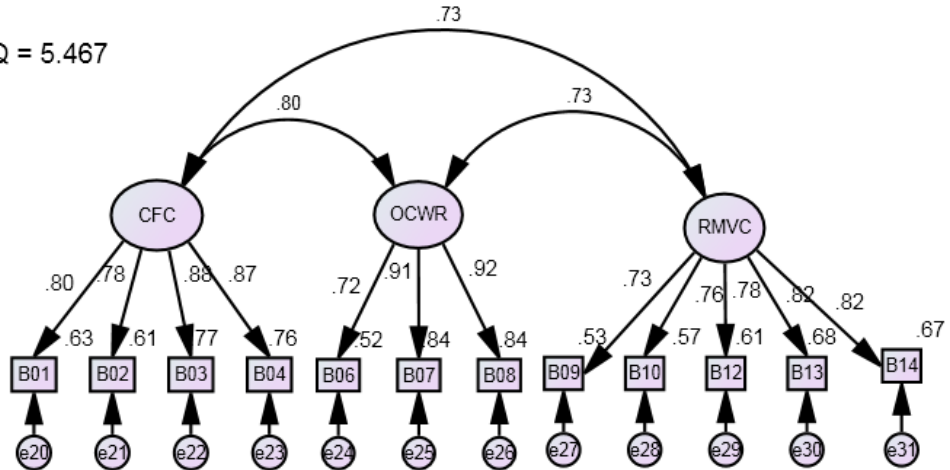 .73
Q = 5.467
.80 .73
CFC OCWR RMVC
.80 .78 .88 .87 .72 .91 .92 .73 .76 .78 .82 .82
.63 .61 .77 .76 .52 .84 .84 .53 .57 .61 .68 .67
B01 B02 B03 B04 B06 B07 B08 B09 B10 B12 B13 B14
e20 e21 e22 e23 e24 e25 e26 e27 e28 e29 e30 e31